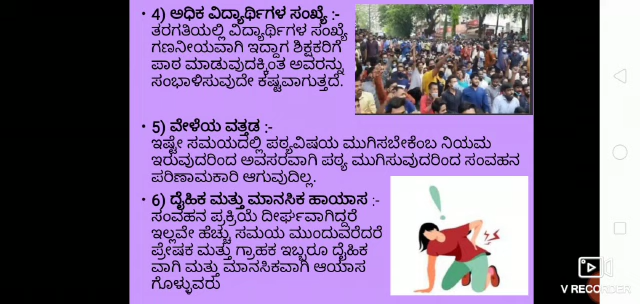 • 4) ಅಧಿಕ ವಿದ್ಯಾರ್ಥಿಗಳ ಸಂಖ್ಯೆ :-
ತರಗತಿಯಲ್ಲಿ ವಿದ್ಯಾರ್ಥಿಗಳ ಸಂಖ್ಯೆ
ಗಣನೀಯವಾಗಿ ಇದ್ದಾಗ ಶಿಕ್ಷಕರಿಗೆ
ಪಾಠ ಮಾಡುವುದಕ್ಕಿಂತ ಅವರನ್ನು
ಸಂಭಾಳಿಸುವುದೇ ಕಷ್ಟವಾಗುತ್ತದೆ.
• 5) ವೇಳೆಯ ವತ್ತಡ :-
ಇಷ್ಟೇ ಸಮಯದಲ್ಲಿ ಪಠ್ಯವಿಷಯ ಮುಗಿಸಬೇಕೆಂಬ ನಿಯಮ
ಇರುವುದರಿಂದ ಅವಸರವಾಗಿ ಪಠ್ಯ ಮುಗಿಸುವುದರಿಂದ ಸಂವಹನ
ಪರಿಣಾಮಕಾರಿ ಆಗುವುದಿಲ್ಲ.
• 6) ದೈಹಿಕ ಮತ್ತು ಮಾನಸಿಕ ಹಾಯಾಸ :-
ಸಂವಹನ ಪ್ರಕ್ರಿಯೆ ದೀರ್ಘವಾಗಿದ್ದರೆ
ಇಲ್ಲವೇ ಹೆಚ್ಚು ಸಮಯ ಮುಂದುವರೆದರೆ
ಪ್ರೇಷಕ ಮತ್ತು ಗ್ರಾಹಕ ಇಬ್ಬರೂ ದೈಹಿಕ
ವಾಗಿ ಮತ್ತು ಮಾನಸಿಕವಾಗಿ ಆಯಾಸ
ಗೊಳ್ಳುವರು
V RECORDER